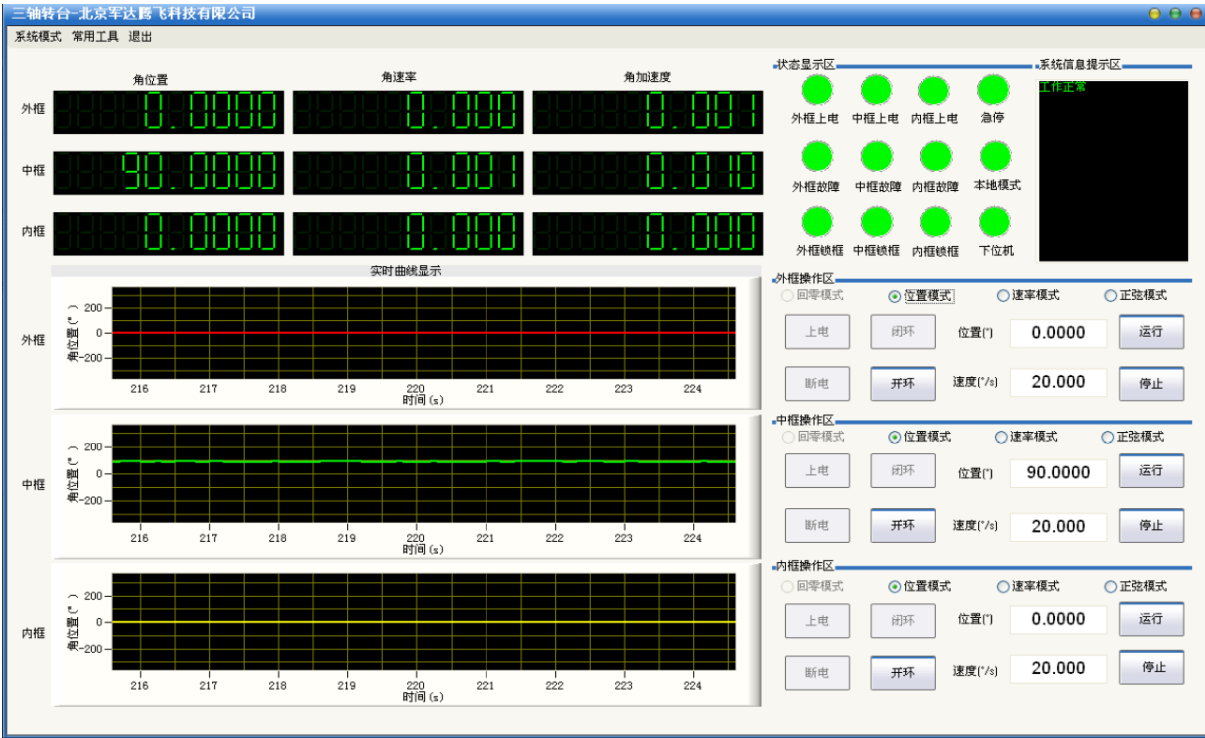 三轴转台-北京军达腾飞科技有限公司
系统模式 常用工具 退出
角位置 角速率 角加速度
外框 0.0000 0.000 0.001
中框 90.0000 0.001 0.010
内框 0.0000 0.000 0.000
状态显示区
外框上电 中框上电 内框上电 急停
外框故障 中框故障 内框故障 本地模式
外框锁框 中框锁框 内框锁框 下位机
系统信息提示区
工作正常
实时曲线显示
外框
角位置(°)
200
0
-200
216 217 218 219 220 221 222 223 224
时间(s)
中框
角位置(°)
200
0
-200
216 217 218 219 220 221 222 223 224
时间(s)
内框
角位置(°)
200
0
-200
216 217 218 219 220 221 222 223 224
时间(s)
外框操作区
回零模式 位置模式 速率模式 正弦模式
上电 闭环 位置(°) 0.0000 运行
断电 开环 速度(°/s) 20.000 停止
中框操作区
回零模式 位置模式 速率模式 正弦模式
上电 闭环 位置(°) 90.0000 运行
断电 开环 速度(°/s) 20.000 停止
内框操作区
回零模式 位置模式 速率模式 正弦模式
上电 闭环 位置(°) 0.0000 运行
断电 开环 速度(°/s) 20.000 停止